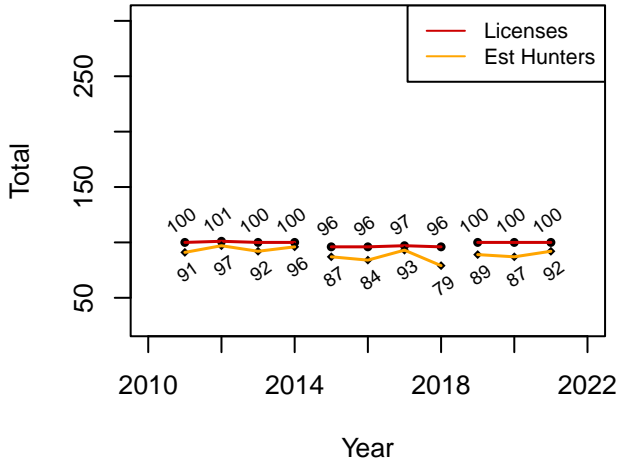 Licenses
Est Hunters
250
150
50
Total
100 101 100 100 96 96 97 96 100 100 100
91 97 92 96 87 84 93 79 89 87 92
2010 2014 2018 2022
Year